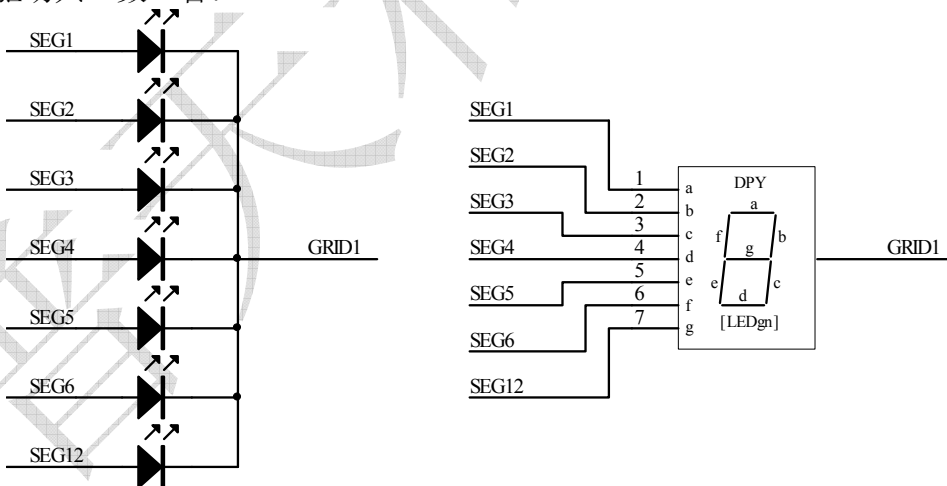 SEG1
SEG2
SEG3
SEG4
SEG5
SEG6
SEG12
GRID1
SEG1
SEG2
SEG3
SEG4
SEG5
SEG6
SEG12
1
2
3
4
5
6
7
a
b
c
d
e
f
g
DPY
a
f
b
g
e
c
d
[LEDgn]
GRID1